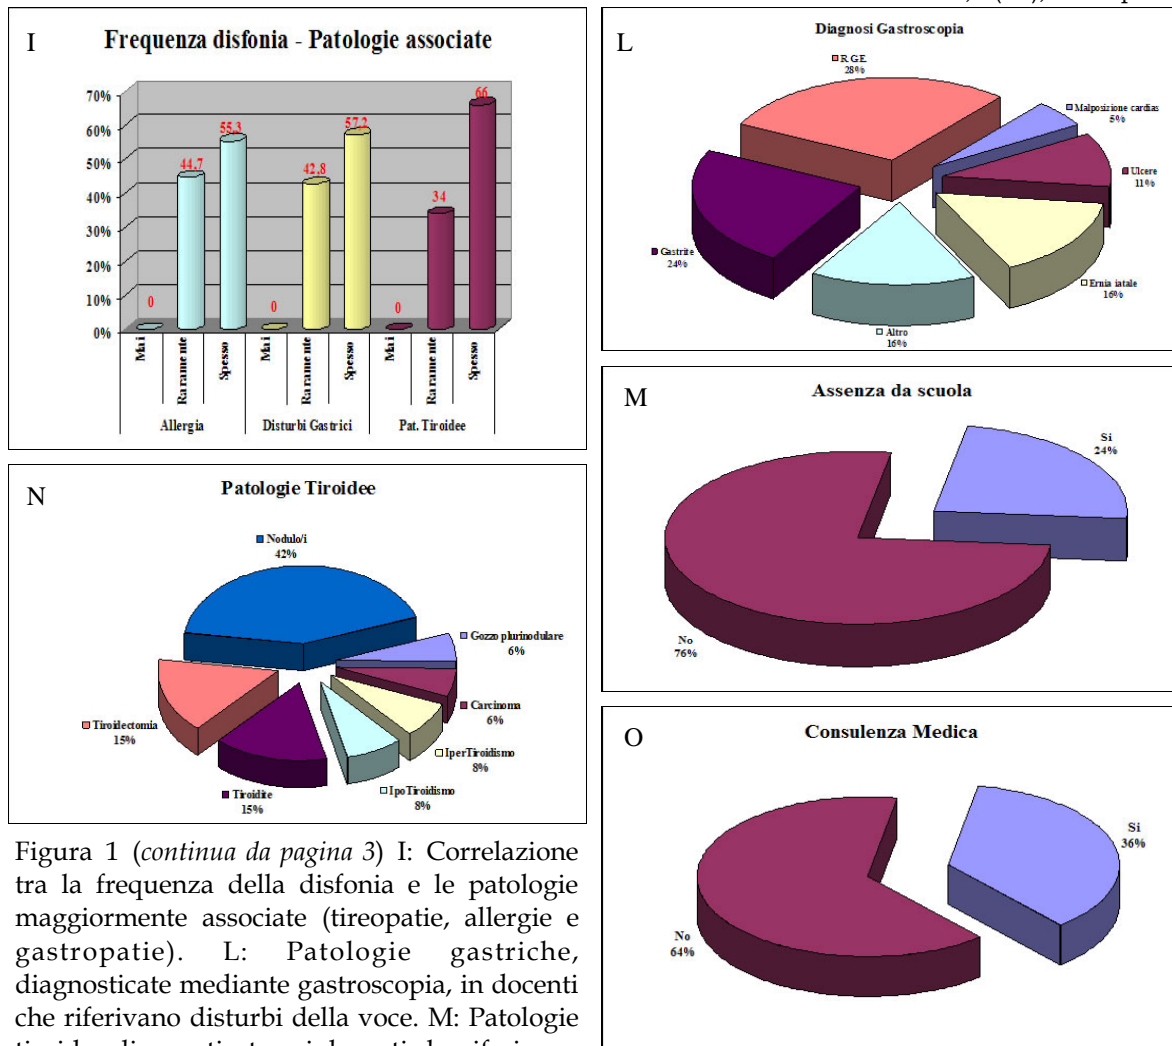 I
Frequenza disfonia - Patologie associate
70%
60%
50%
40%
30%
20%
10%
0%
0
44.7
55.3
0
42.8
57.2
0
34
66
Mai
Raramente
Spesso
Mai
Raramente
Spesso
Mai
Raramente
Spesso
Allergia
Disturbi Gastrici
Pat. Tiroidee
N
Patologie Tiroidee
Nodulo/i
42%
Gozzo plurinodulare
6%
Carcinoma
6%
IperTiroidismo
8%
IpoTiroidismo
8%
Tiroidite
15%
Tiroidectomia
15%
Figura 1 (continua da pagina 3) I: Correlazione
tra la frequenza della disfonia e le patologie
maggiormente associate (tireopatie, allergie e
gastropatie). L: Patologie gastriche,
diagnosticate mediante gastroscopia, in docenti
che riferivano disturbi della voce. M: Patologie
L
Diagnosi Gastroscopia
R.G.E.
28%
Malposizione cardias
5%
Ulcere
11%
Ernia iatale
16%
Altro
16%
Gastrite
24%
M
Assenza da scuola
Si
24%
No
76%
O
Consulenza Medica
Si
36%
No
64%